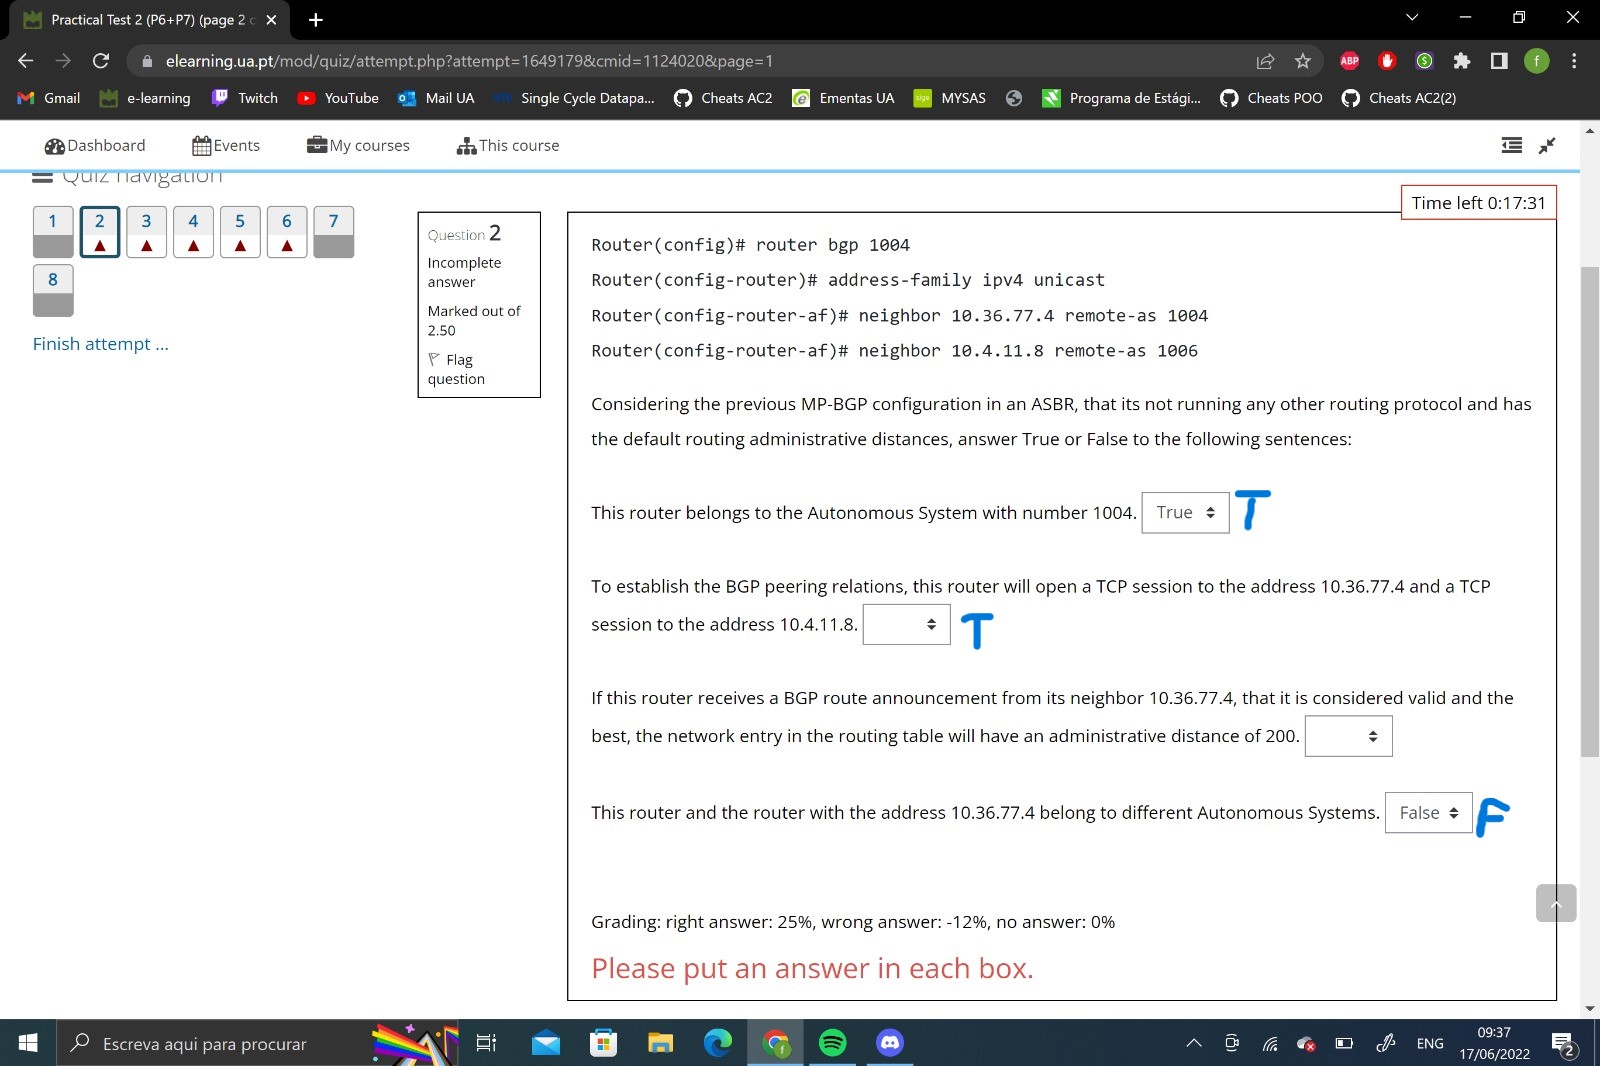 Practical Test 2 (P6+P7) (page 2
elearning.ua.pt/mod/quiz/attempt.php?attempt=1649179&cmid=1124020&page=1
ABP
f
Gmail
e-learning
Twitch
YouTube
Mail UA
Single Cycle Datapa...
Cheats AC2
Ementas UA
MYSAS
Programa de Estági...
Cheats POO
Cheats AC2(2)
Dashboard
Events
My courses
This course
Quiz navigation
Time left 0:17:31
1
2
3
4
5
6
7
8
Finish attempt ...
Question 2
Incomplete
answer
Marked out of
2.50
Flag
question
Router(config)# router bgp 1004
Router(config-router)# address-family ipv4 unicast
Router(config-router-af)# neighbor 10.36.77.4 remote-as 1004
Router(config-router-af)# neighbor 10.4.11.8 remote-as 1006
Considering the previous MP-BGP configuration in an ASBR, that its not running any other routing protocol and has
the default routing administrative distances, answer True or False to the following sentences:
This router belongs to the Autonomous System with number 1004. True T
To establish the BGP peering relations, this router will open a TCP session to the address 10.36.77.4 and a TCP
session to the address 10.4.11.8. T
If this router receives a BGP route announcement from its neighbor 10.36.77.4, that it is considered valid and the
best, the network entry in the routing table will have an administrative distance of 200.
This router and the router with the address 10.36.77.4 belong to different Autonomous Systems. False F
Grading: right answer: 25%, wrong answer: -12%, no answer: 0%
Please put an answer in each box.
Escreva aqui para procurar
ENG
09:37
17/06/2022
2